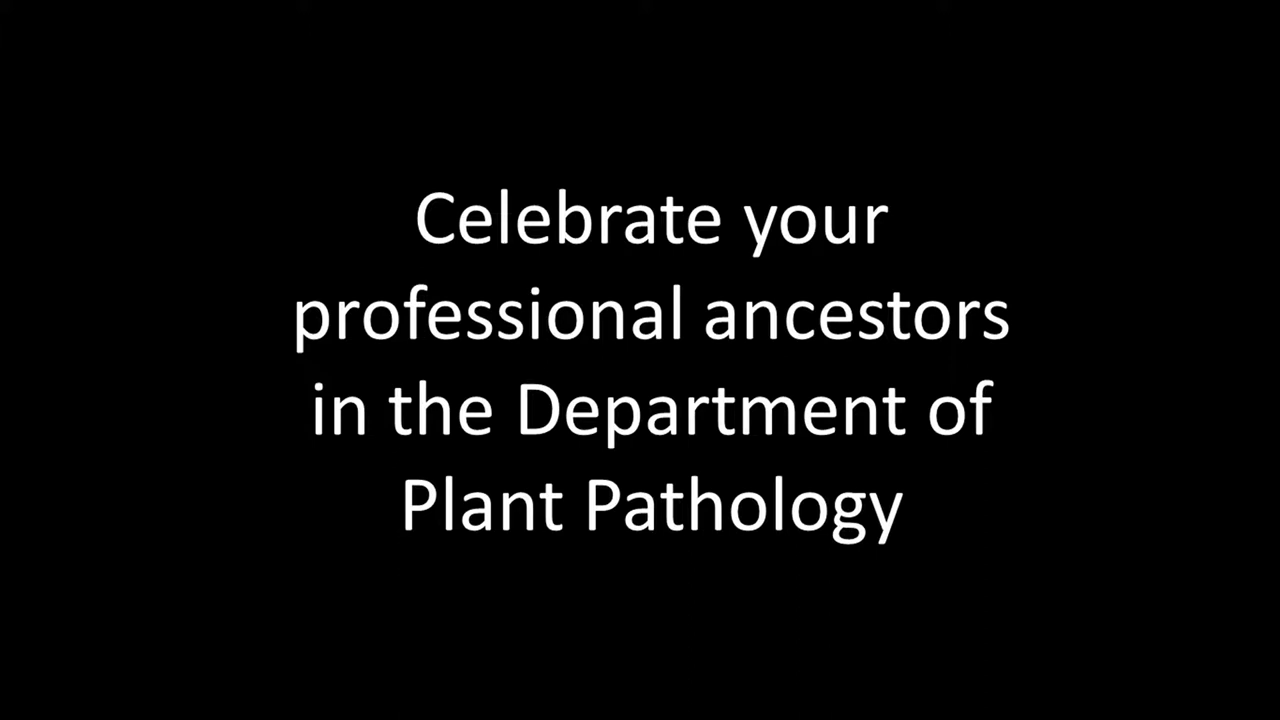 Celebrate your
professional ancestors
in the Department of
Plant Pathology